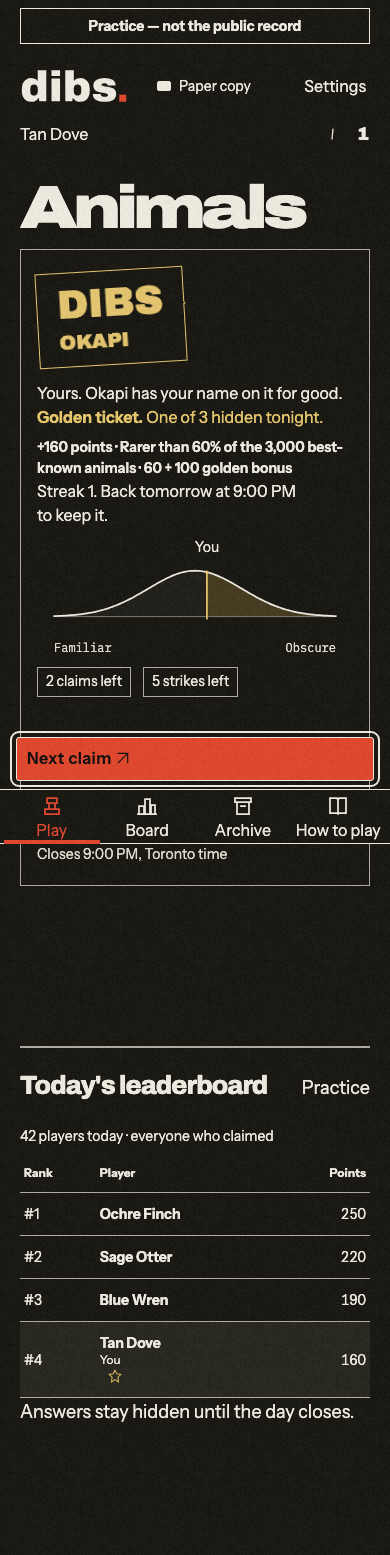 Practice — not the public record
dibs.
Paper copy
Settings
Tan Dove
1
Animals
DIBS
OKAPI
Yours. Okapi has your name on it for good.
Golden ticket. One of 3 hidden tonight.
+160 points · Rarer than 60% of the 3,000 best-
known animals · 60 + 100 golden bonus
Streak 1. Back tomorrow at 9:00 PM
to keep it.
You
Familiar
Obscure
2 claims left
5 strikes left
Next claim ↗
Play
Board
Archive
How to play
Closes 9:00 PM, Toronto time
Today's leaderboard
Practice
42 players today · everyone who claimed
Rank Player Points
#1 Ochre Finch 250
#2 Sage Otter 220
#3 Blue Wren 190
#4 Tan Dove 160
You
Answers stay hidden until the day closes.